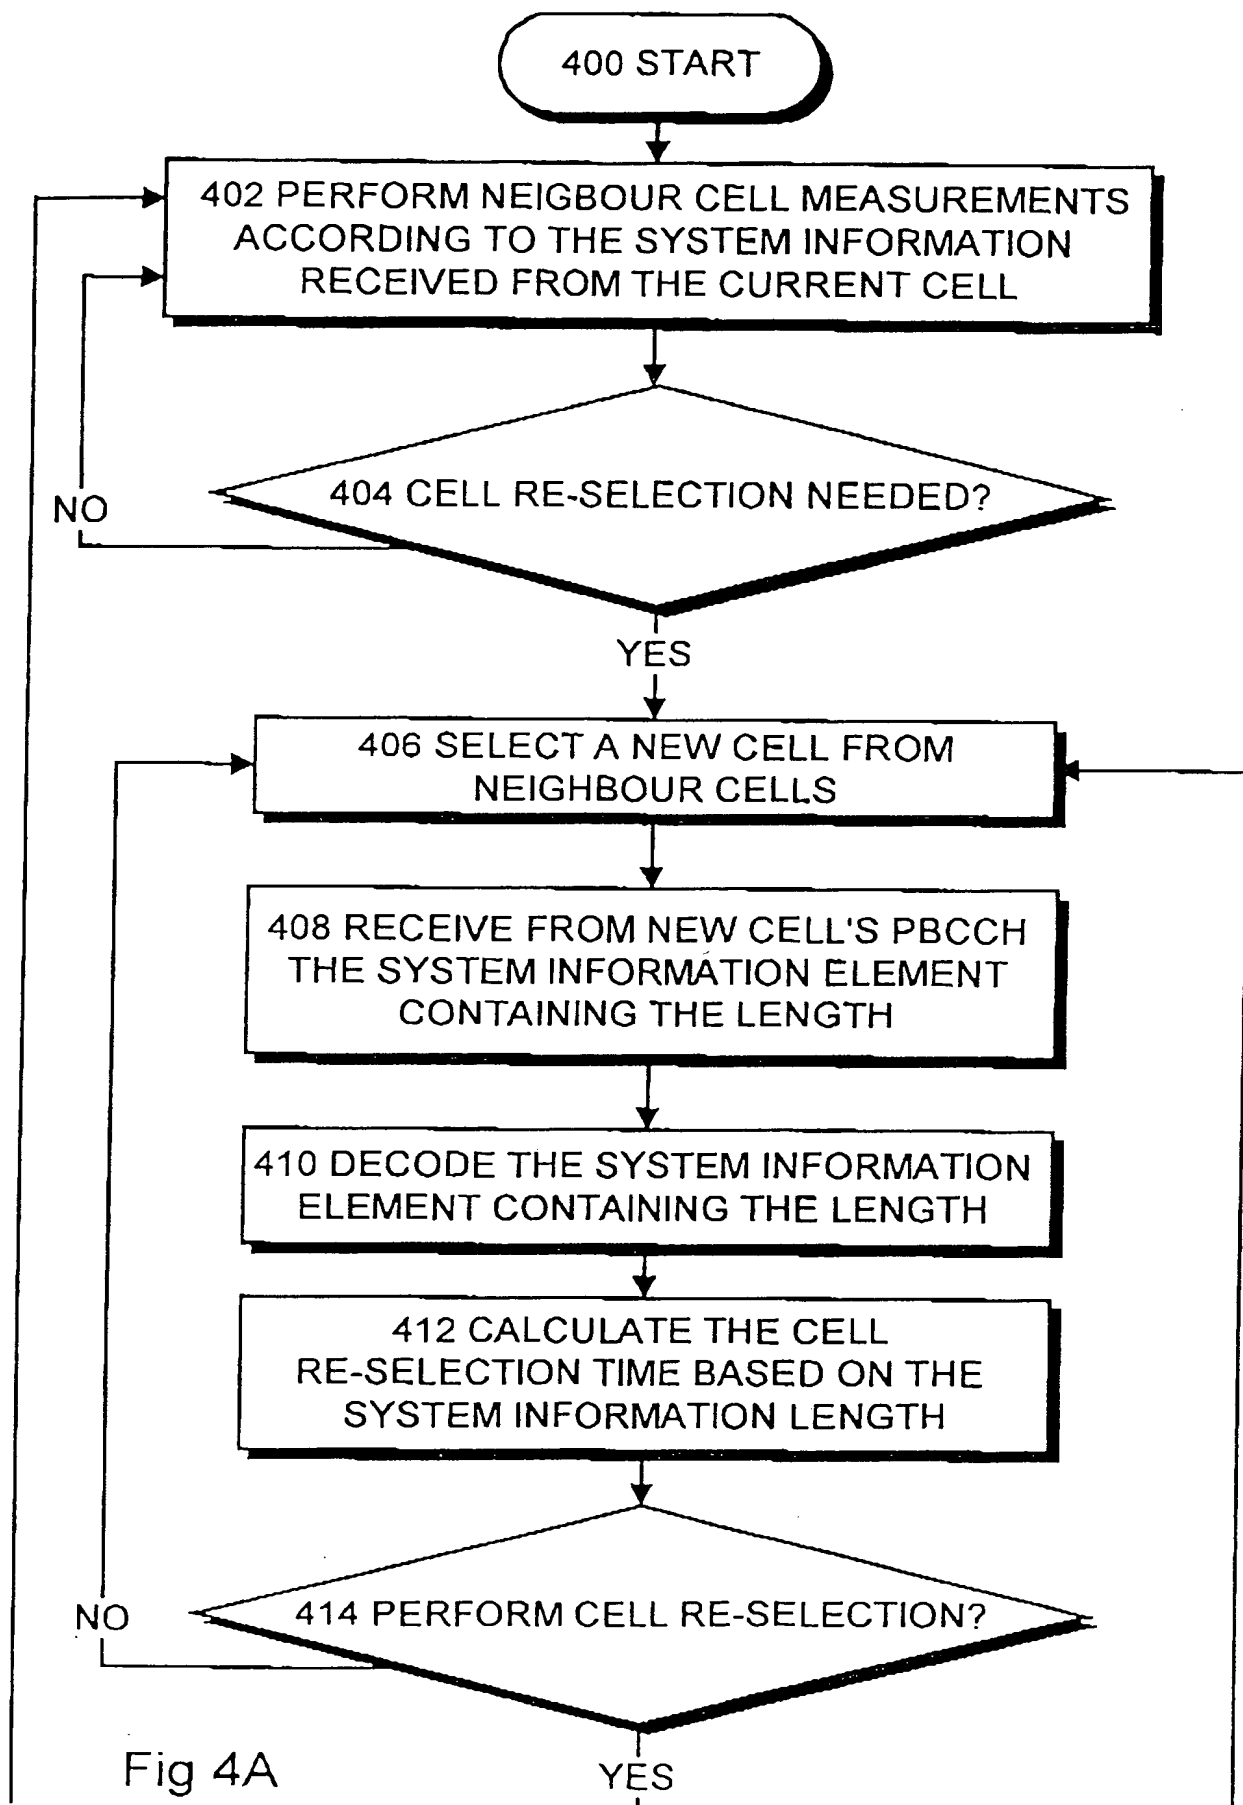 400 START
402 PERFORM NEIGBOUR CELL MEASUREMENTS
ACCORDING TO THE SYSTEM INFORMATION
RECEIVED FROM THE CURRENT CELL
404 CELL RE-SELECTION NEEDED?
NO
YES
406 SELECT A NEW CELL FROM
NEIGHBOUR CELLS
408 RECEIVE FROM NEW CELL'S PBCCH
THE SYSTEM INFORMATION ELEMENT
CONTAINING THE LENGTH
410 DECODE THE SYSTEM INFORMATION
ELEMENT CONTAINING THE LENGTH
412 CALCULATE THE CELL
RE-SELECTION TIME BASED ON THE
SYSTEM INFORMATION LENGTH
414 PERFORM CELL RE-SELECTION?
NO
YES
Fig 4A